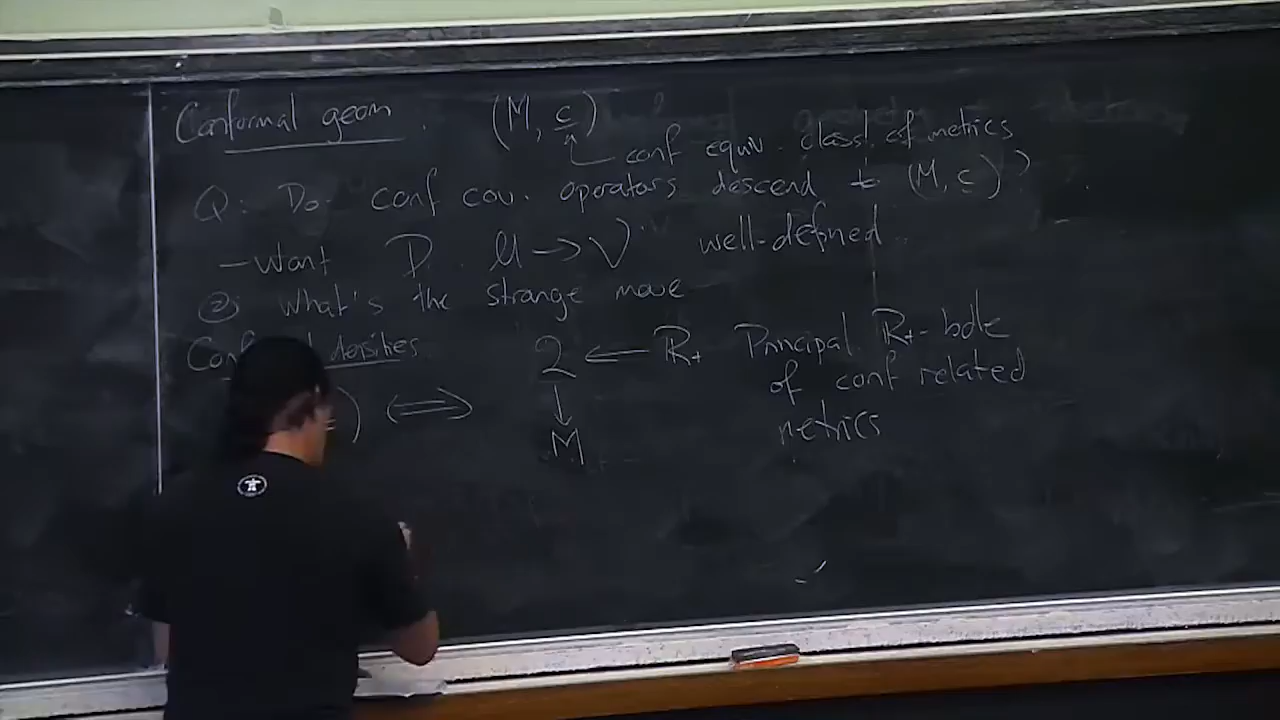 Conformal geom. (M, c)
conf equiv. class. of metrics
Q: Do conf cov. operators descend to (M, c)?
- Want D: U → V well-defined
②: What's the strange move
densities
2 ← R₊ Principal R₊-bdle
of conf related
) ⟺ ↓
M metrics